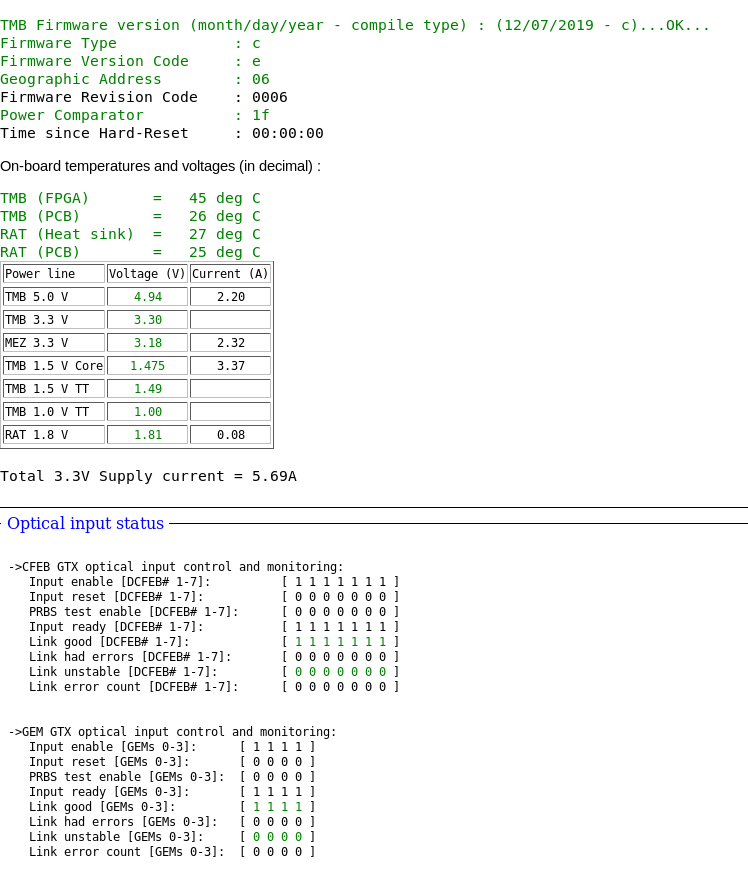 TMB Firmware version (month/day/year - compile type) : (12/07/2019 - c)...OK...
Firmware Type : c
Firmware Version Code : e
Geographic Address : 06
Firmware Revision Code : 0006
Power Comparator : 1f
Time since Hard-Reset : 00:00:00
On-board temperatures and voltages (in decimal) :
TMB (FPGA) = 45 deg C
TMB (PCB) = 26 deg C
RAT (Heat sink) = 27 deg C
RAT (PCB) = 25 deg C
Power line Voltage (V) Current (A)
TMB 5.0 V 4.94 2.20
TMB 3.3 V 3.30
MEZ 3.3 V 3.18 2.32
TMB 1.5 V Core 1.475 3.37
TMB 1.5 V TT 1.49
TMB 1.0 V TT 1.00
RAT 1.8 V 1.81 0.08
Total 3.3V Supply current = 5.69A
Optical input status
->CFEB GTX optical input control and monitoring:
Input enable [DCFEB# 1-7]: [ 1 1 1 1 1 1 1 ]
Input reset [DCFEB# 1-7]: [ 0 0 0 0 0 0 0 ]
PRBS test enable [DCFEB# 1-7]: [ 0 0 0 0 0 0 0 ]
Input ready [DCFEB# 1-7]: [ 1 1 1 1 1 1 1 ]
Link good [DCFEB# 1-7]: [ 1 1 1 1 1 1 1 ]
Link had errors [DCFEB# 1-7]: [ 0 0 0 0 0 0 0 ]
Link unstable [DCFEB# 1-7]: [ 0 0 0 0 0 0 0 ]
Link error count [DCFEB# 1-7]: [ 0 0 0 0 0 0 0 ]
->GEM GTX optical input control and monitoring:
Input enable [GEMs 0-3]: [ 1 1 1 1 ]
Input reset [GEMs 0-3]: [ 0 0 0 0 ]
PRBS test enable [GEMs 0-3]: [ 0 0 0 0 ]
Input ready [GEMs 0-3]: [ 1 1 1 1 ]
Link good [GEMs 0-3]: [ 1 1 1 1 ]
Link had errors [GEMs 0-3]: [ 0 0 0 0 ]
Link unstable [GEMs 0-3]: [ 0 0 0 0 ]
Link error count [GEMs 0-3]: [ 0 0 0 0 ]